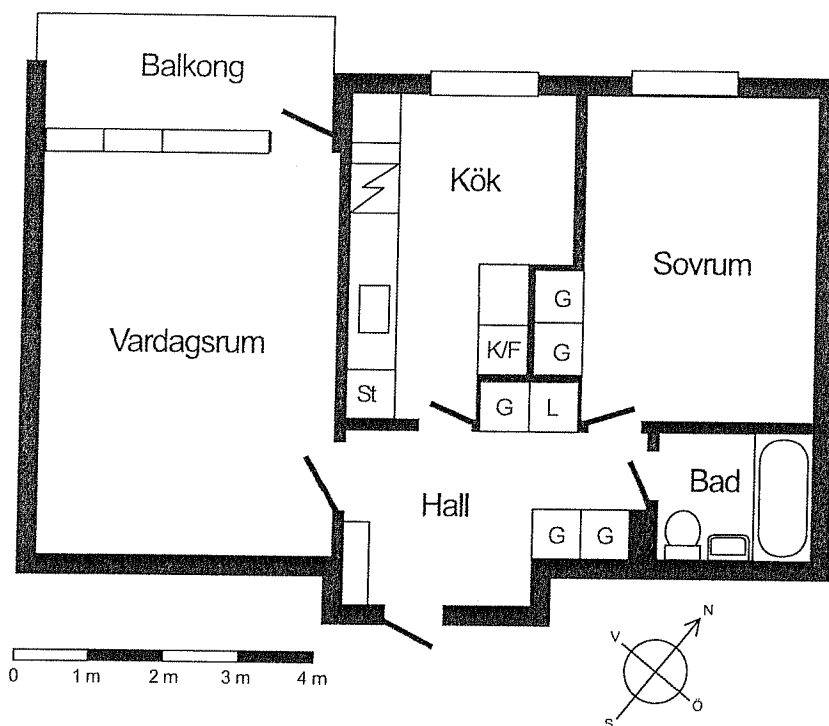 Balkong
Kök
Sovrum
G
Vardagsrum
K/F
G
St
G
L
Bad
Hall
G
G
N
V
0
1 m
2 m
3 m
4 m
Ö
S